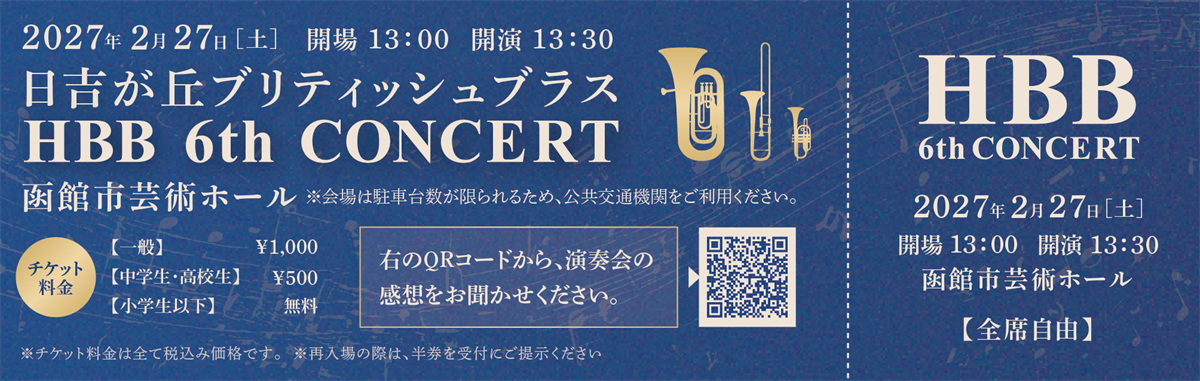 2027年 2月 27日［土］ 開場 13：00 開演 13：30
日吉が丘ブリティッシュブラス
HBB 6th CONCERT
函館市芸術ホール ※会場は駐車台数が限られるため、公共交通機関をご利用ください。
チケット
料金
【一般】 ¥1,000
【中学生・高校生】 ¥500
【小学生以下】 無料
右のQRコードから、演奏会の
感想をお聞かせください。
※チケット料金は全て税込み価格です。 ※再入場の際は、半券を受付にご提示ください
HBB
6th CONCERT
2027年 2月 27日［土］
開場 13：00 開演 13：30
函館市芸術ホール
【全席自由】